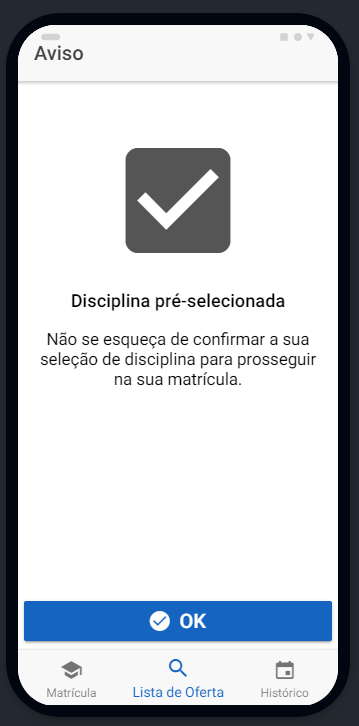 Aviso
Disciplina pré-selecionada
Não se esqueça de confirmar a sua
seleção de disciplina para prosseguir
na sua matrícula.
OK
Matrícula
Lista de Oferta
Histórico